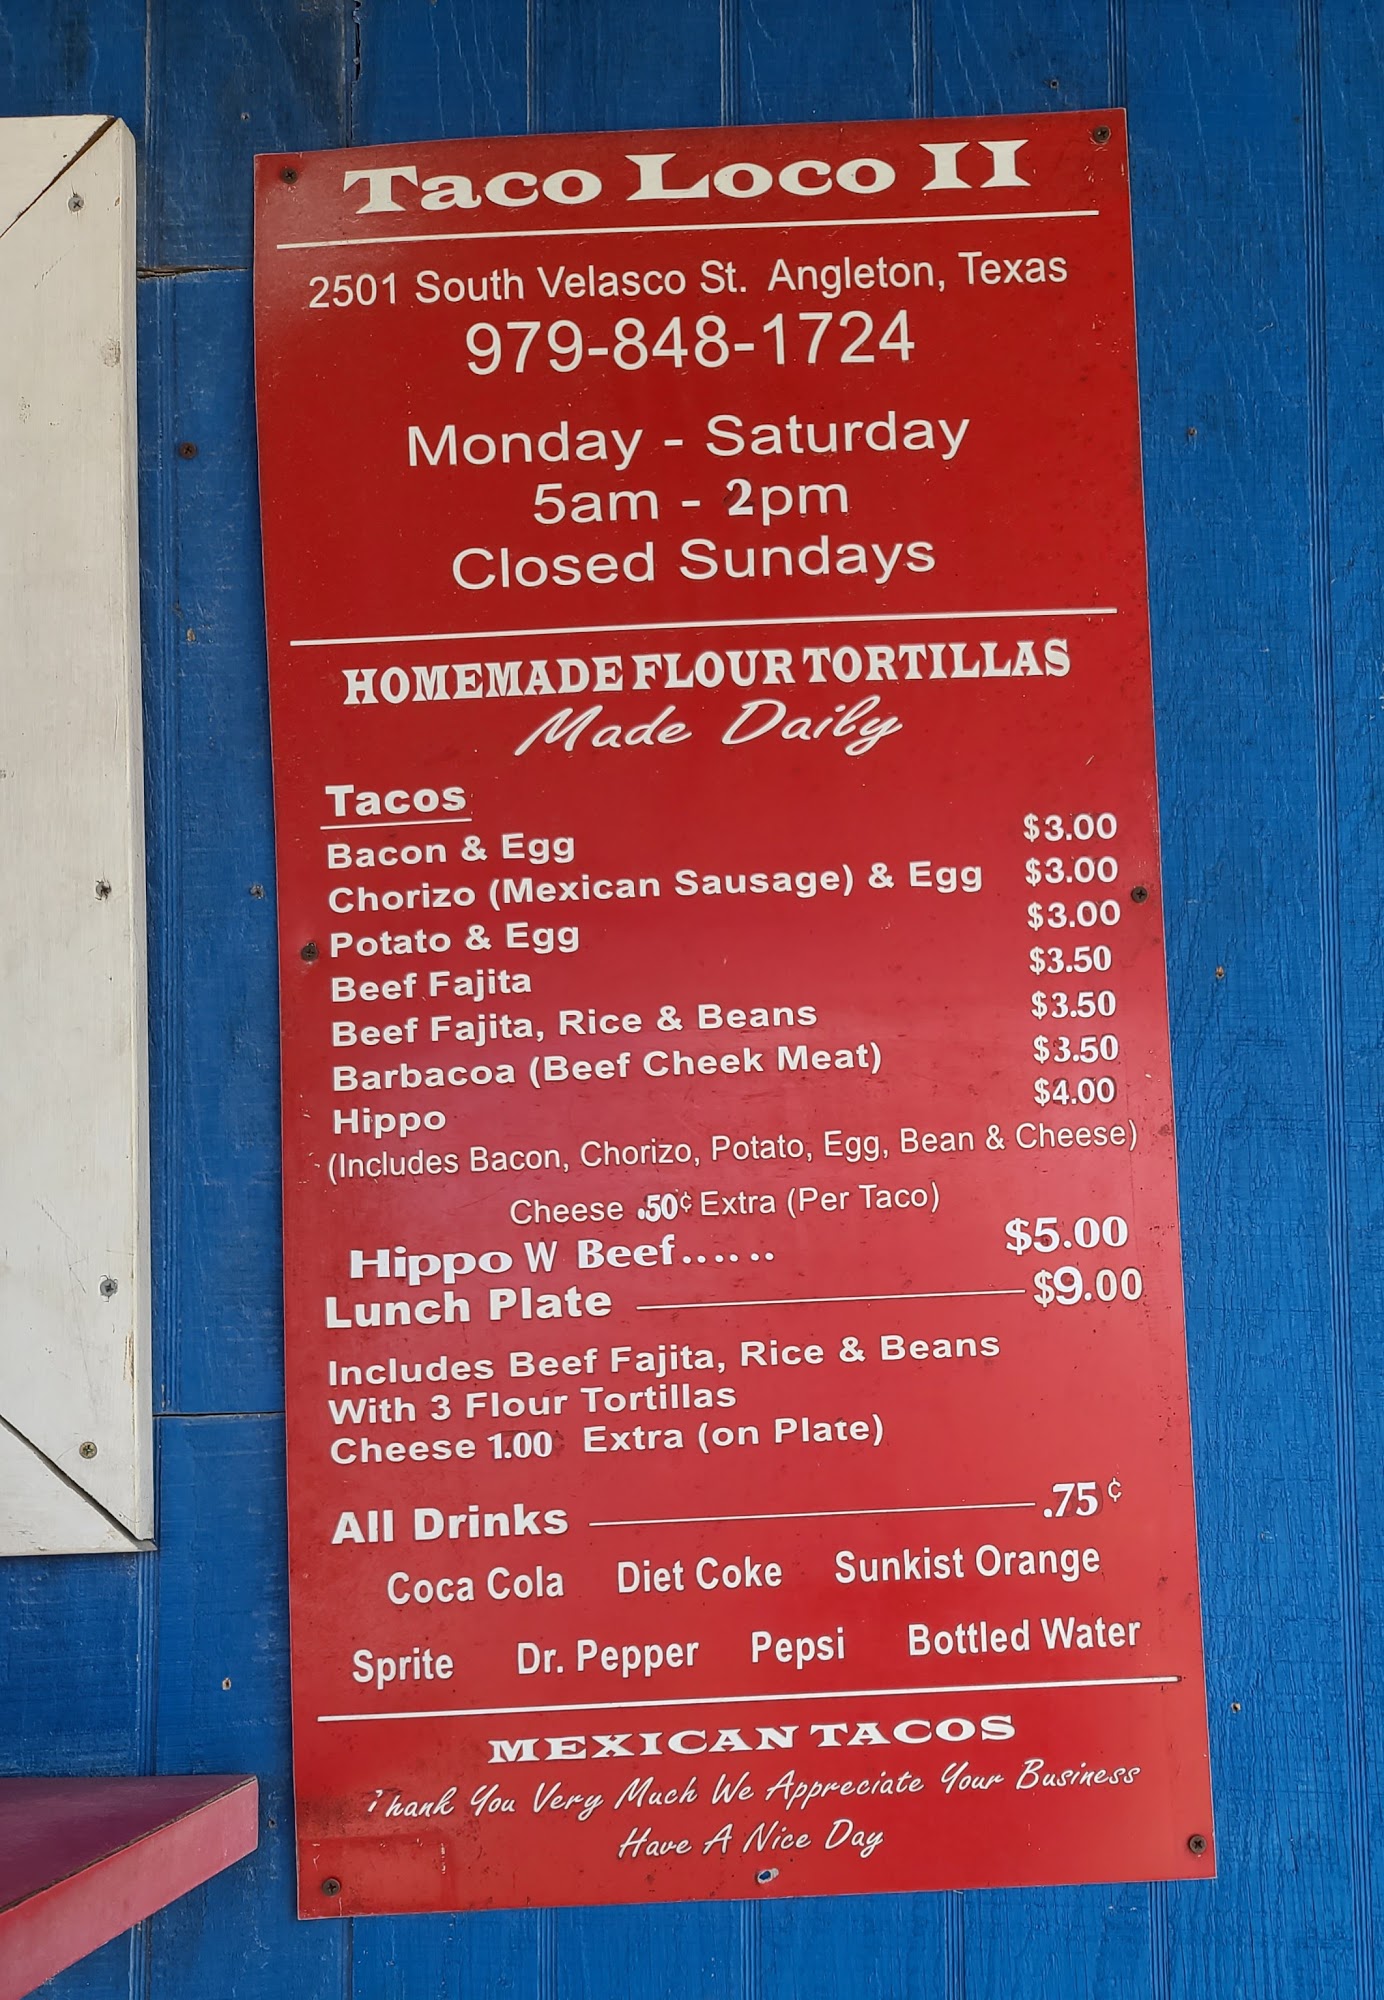 Taco Loco II
2501 South Velasco St. Angleton, Texas
979-848-1724
Monday - Saturday
5am - 2pm
Closed Sundays
HOMEMADE FLOUR TORTILLAS
Made Daily
Tacos
Bacon & Egg $3.00
Chorizo (Mexican Sausage) & Egg $3.00
Potato & Egg $3.00
Beef Fajita $3.50
Beef Fajita, Rice & Beans $3.50
Barbacoa (Beef Cheek Meat) $3.50
Hippo $4.00
(Includes Bacon, Chorizo, Potato, Egg, Bean & Cheese)
Cheese .50¢ Extra (Per Taco)
Hippo W Beef...... $5.00
Lunch Plate $9.00
Includes Beef Fajita, Rice & Beans
With 3 Flour Tortillas
Cheese 1.00 Extra (on Plate)
All Drinks .75¢
Coca Cola Diet Coke Sunkist Orange
Sprite Dr. Pepper Pepsi Bottled Water
MEXICAN TACOS
Thank You Very Much We Appreciate Your Business
Have A Nice Day